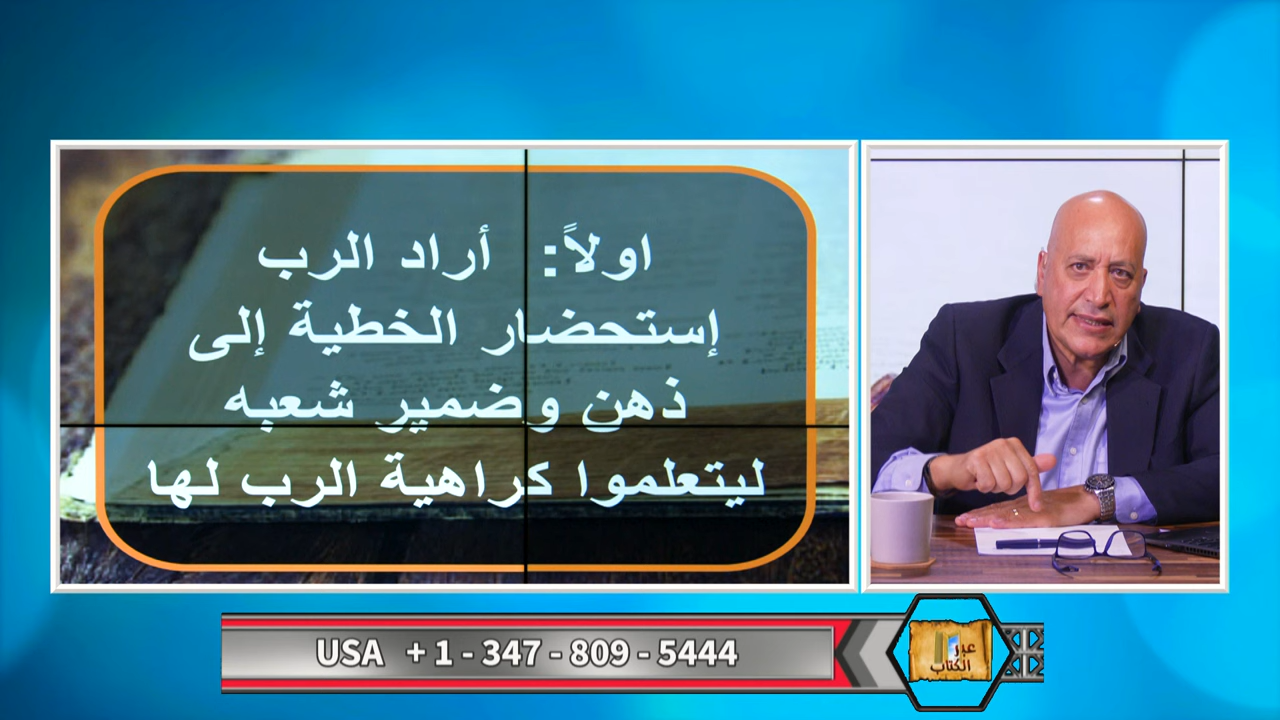 اولاً: أراد الرب
إستحضار الخطية إلى
ذهن وضمير شعبه
ليتعلموا كراهية الرب لها
USA + 1 - 347 - 809 - 5444
عبر
الكتاب